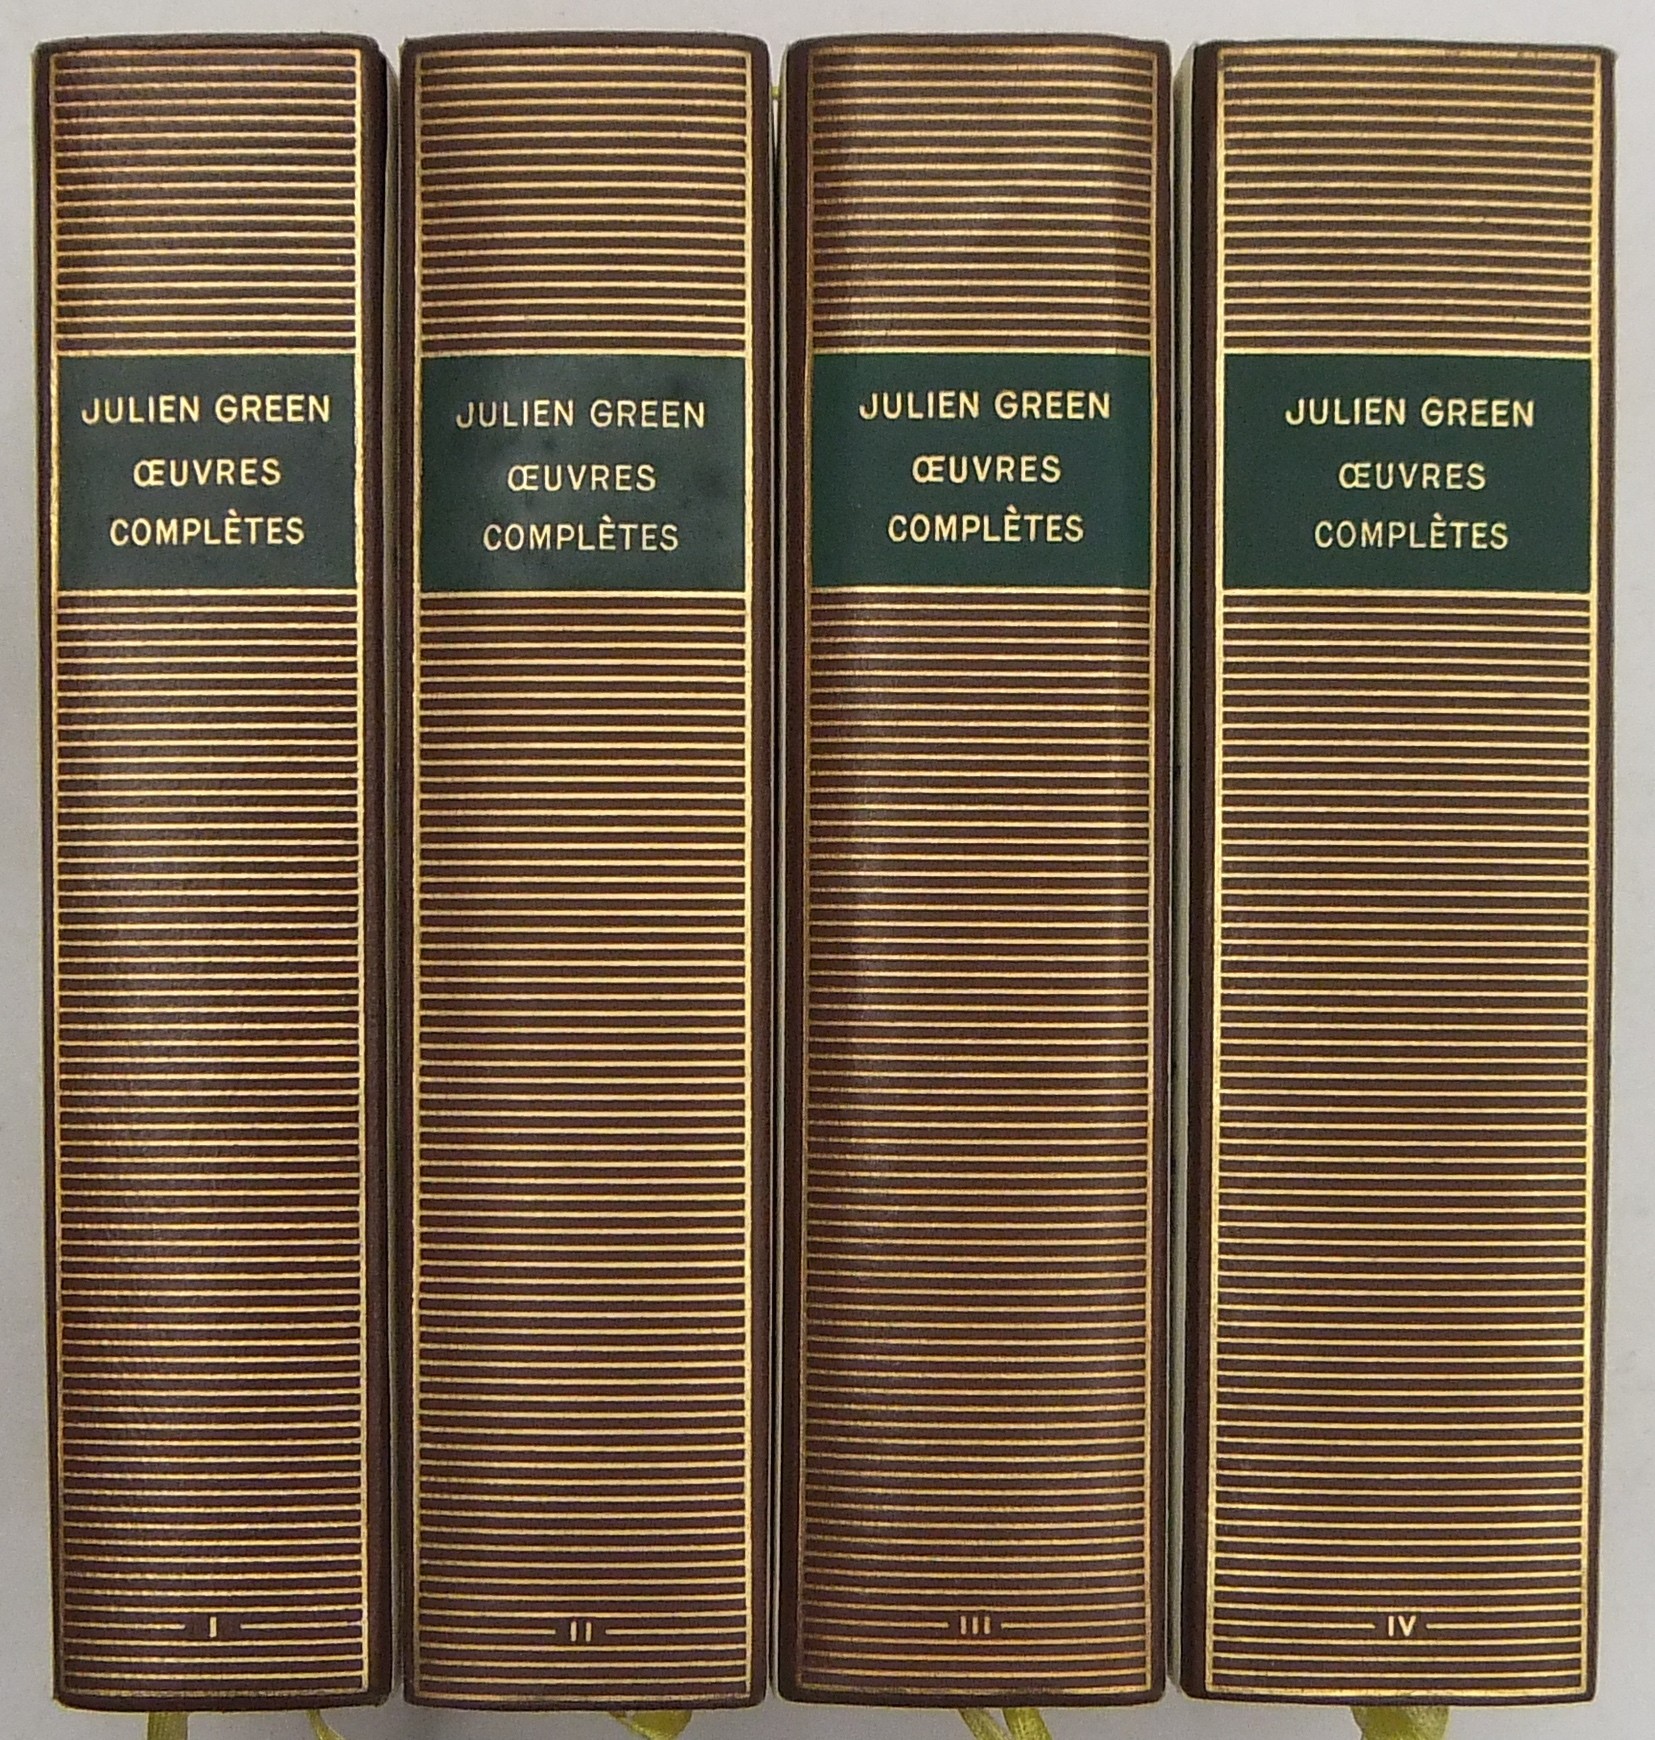 JULIEN GREEN
ŒUVRES
COMPLÈTES
I
JULIEN GREEN
ŒUVRES
COMPLÈTES
II
JULIEN GREEN
ŒUVRES
COMPLÈTES
III
JULIEN GREEN
ŒUVRES
COMPLÈTES
IV